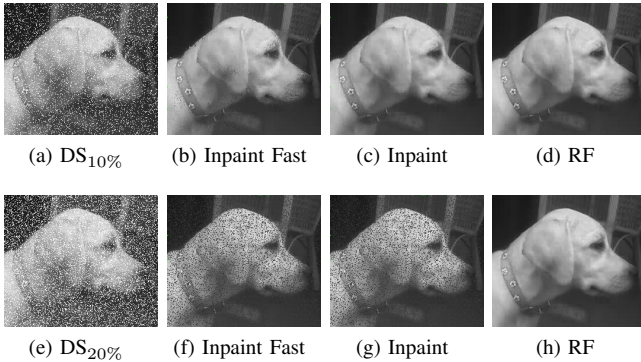 (a) DS10%
(b) Inpaint Fast
(c) Inpaint
(d) RF
(e) DS20%
(f) Inpaint Fast
(g) Inpaint
(h) RF